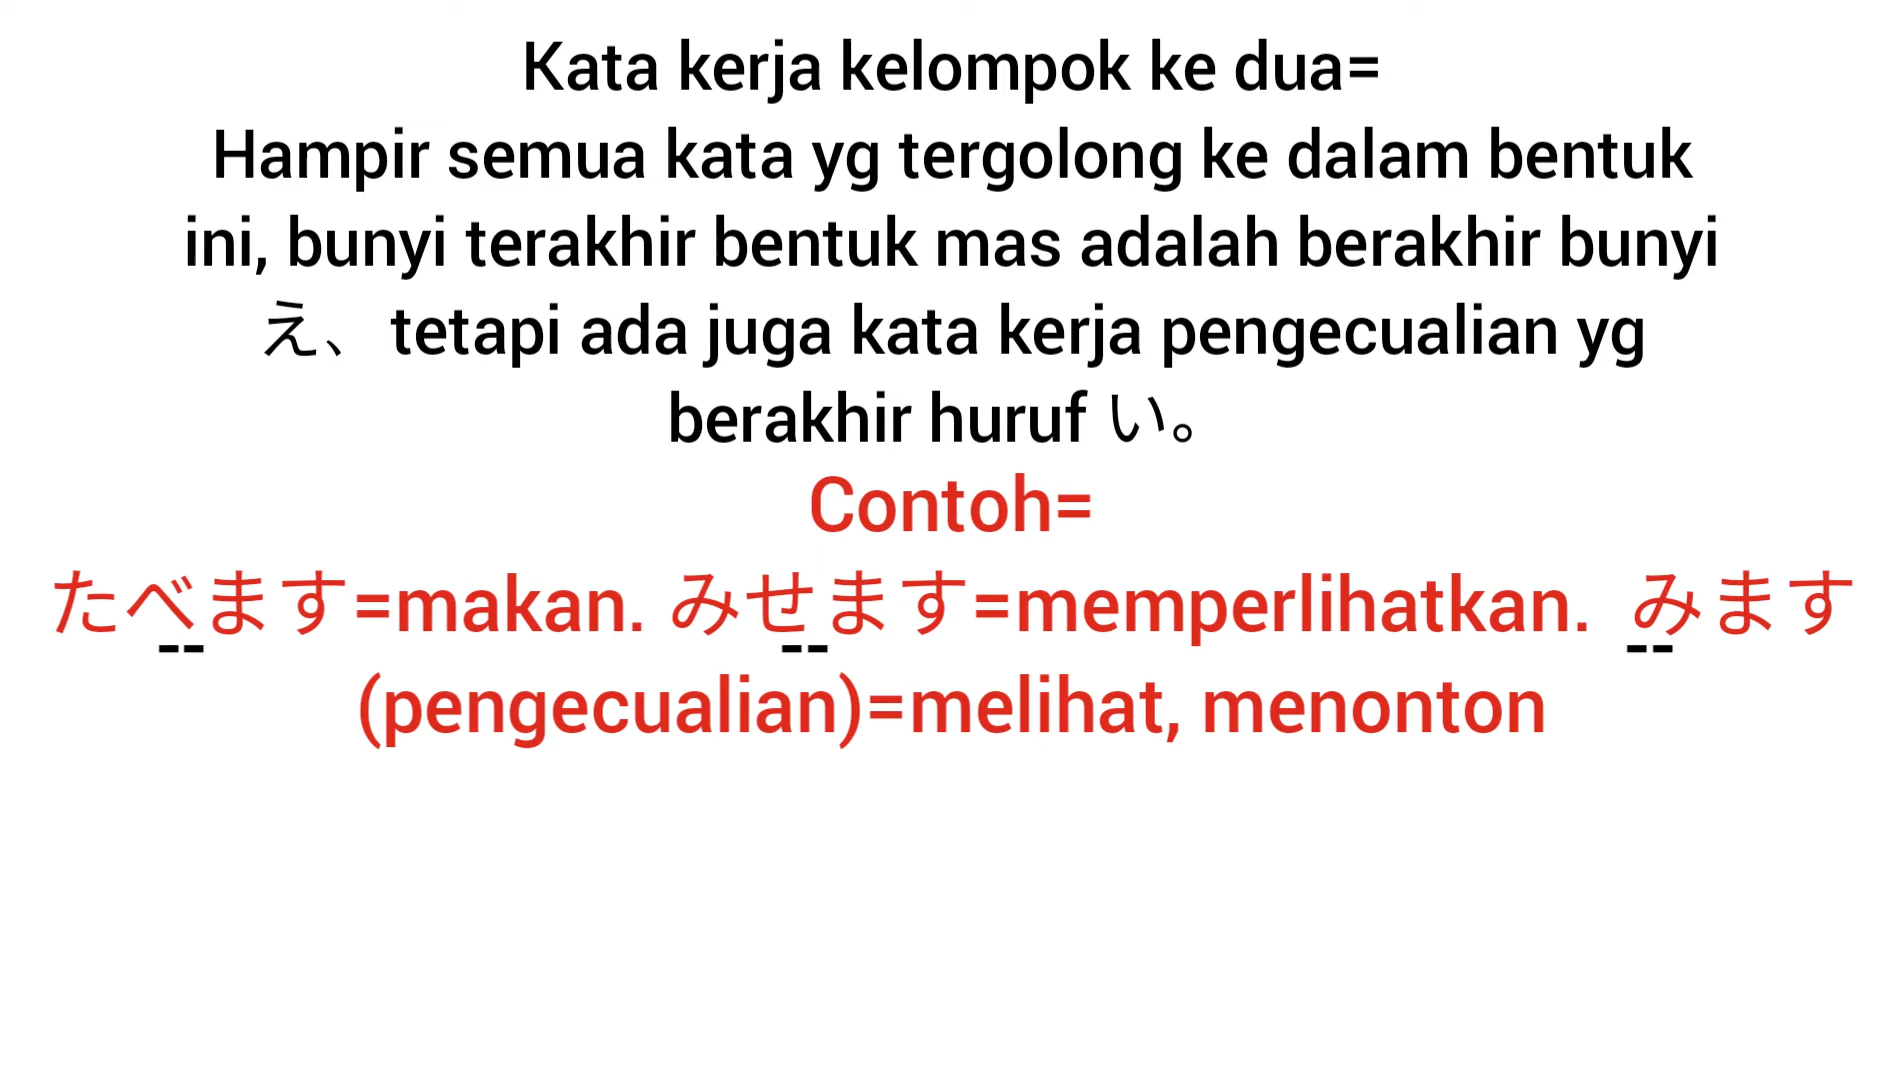 Kata kerja kelompok ke dua=
Hampir semua kata yg tergolong ke dalam bentuk
ini, bunyi terakhir bentuk mas adalah berakhir bunyi
え、 tetapi ada juga kata kerja pengecualian yg
berakhir huruf い。
Contoh=
たべます=makan. みせます=memperlihatkan. みます
-- -- --
(pengecualian)=melihat, menonton